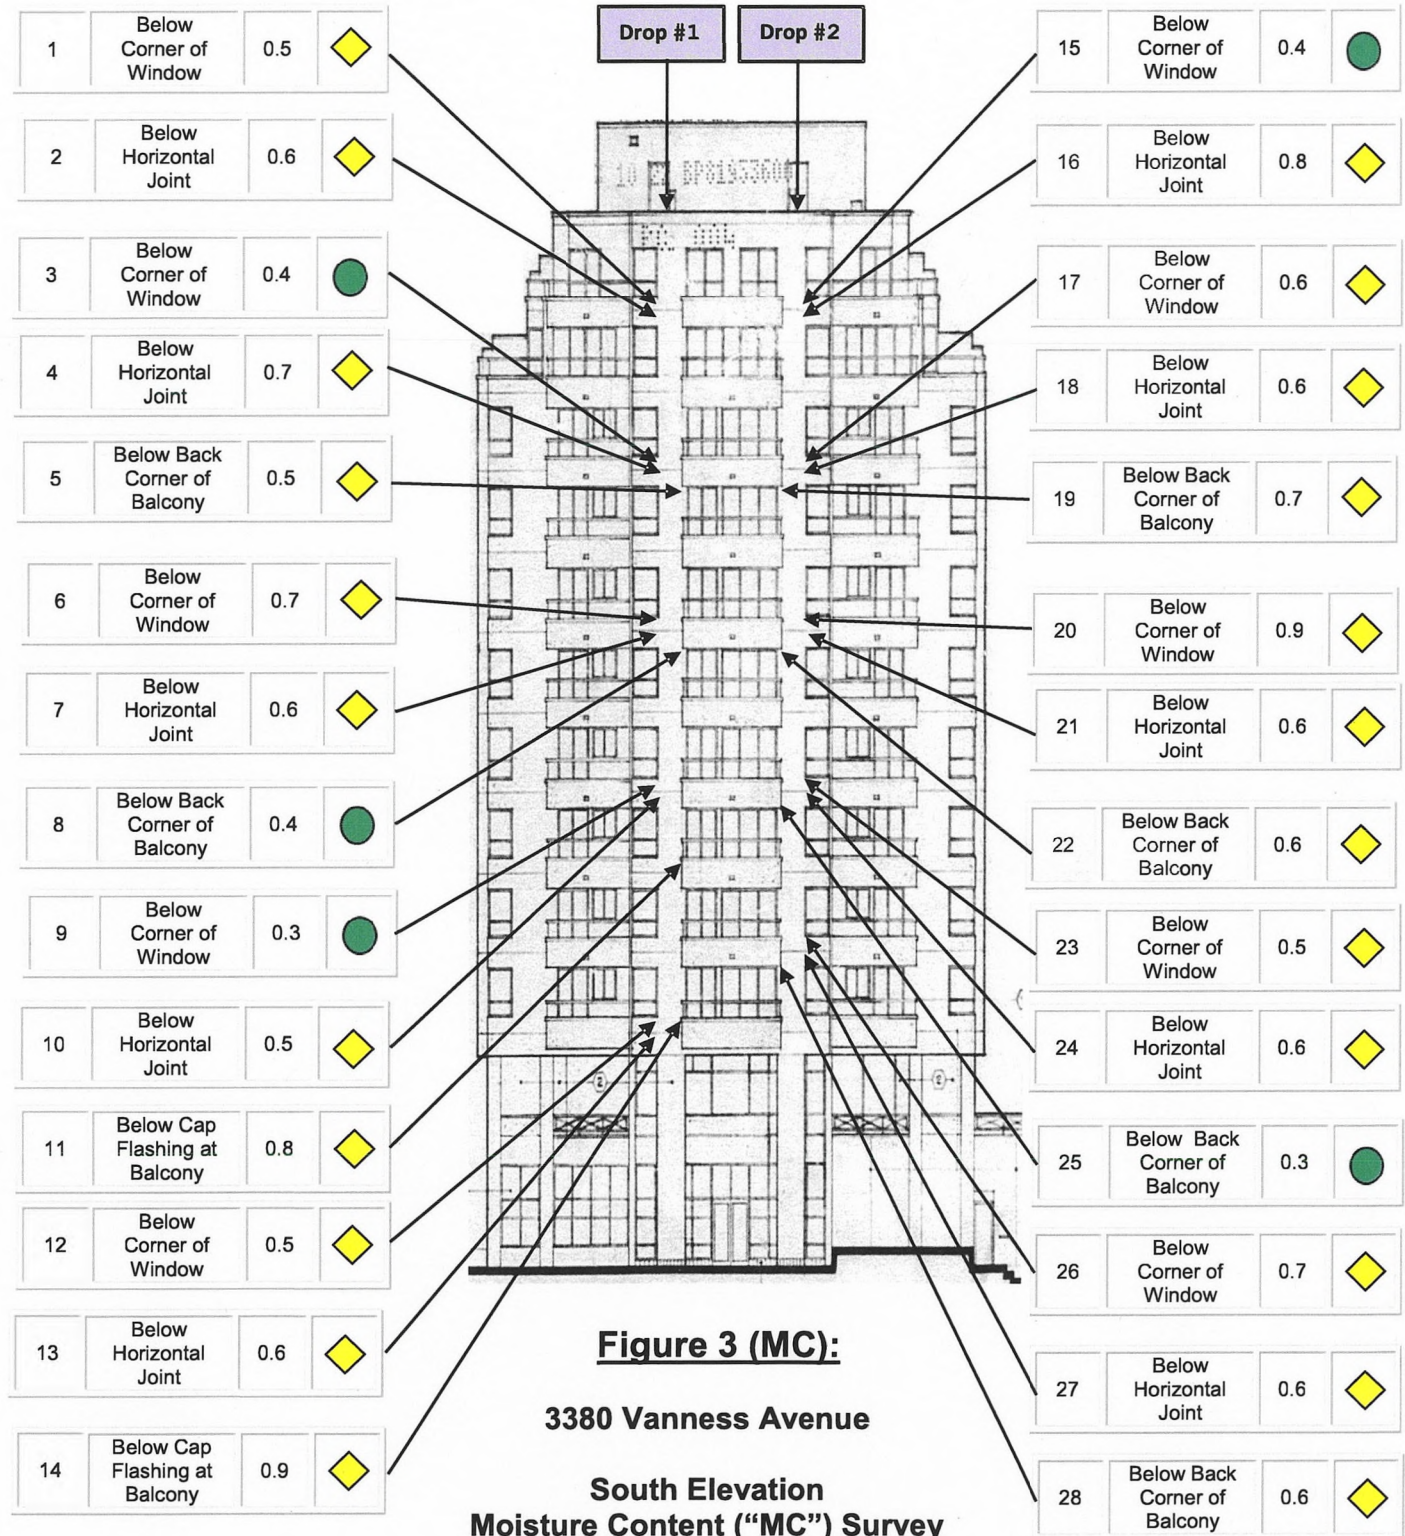 Drop #1
Drop #2
1
Below
Corner of
Window
0.5
2
Below
Horizontal
Joint
0.6
3
Below
Corner of
Window
0.4
4
Below
Horizontal
Joint
0.7
5
Below Back
Corner of
Balcony
0.5
6
Below
Corner of
Window
0.7
7
Below
Horizontal
Joint
0.6
8
Below Back
Corner of
Balcony
0.4
9
Below
Corner of
Window
0.3
10
Below
Horizontal
Joint
0.5
11
Below Cap
Flashing at
Balcony
0.8
12
Below
Corner of
Window
0.5
13
Below
Horizontal
Joint
0.6
14
Below Cap
Flashing at
Balcony
0.9
15
Below
Corner of
Window
0.4
16
Below
Horizontal
Joint
0.8
17
Below
Corner of
Window
0.6
18
Below
Horizontal
Joint
0.6
19
Below Back
Corner of
Balcony
0.7
20
Below
Corner of
Window
0.9
21
Below
Horizontal
Joint
0.6
22
Below Back
Corner of
Balcony
0.6
23
Below
Corner of
Window
0.5
24
Below
Horizontal
Joint
0.6
25
Below Back
Corner of
Balcony
0.3
26
Below
Corner of
Window
0.7
27
Below
Horizontal
Joint
0.6
28
Below Back
Corner of
Balcony
0.6
2
2
Figure 3 (MC):
3380 Vanness Avenue
South Elevation
Moisture Content (“MC”) Survey